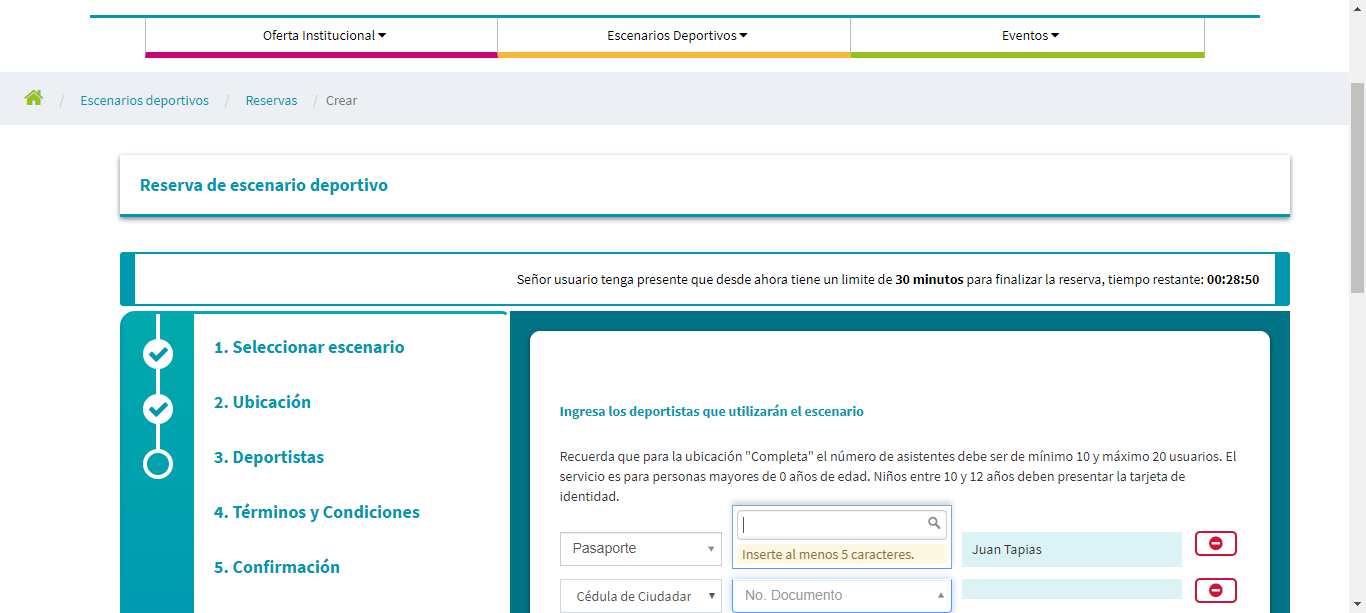 Oferta Institucional
Escenarios Deportivos
Eventos
/ Escenarios deportivos / Reservas / Crear
Reserva de escenario deportivo
Señor usuario tenga presente que desde ahora tiene un limite de 30 minutos para finalizar la reserva, tiempo restante: 00:28:50
1. Seleccionar escenario
2. Ubicación
3. Deportistas
4. Términos y Condiciones
5. Confirmación
Ingresa los deportistas que utilizarán el escenario
Recuerda que para la ubicación "Completa" el número de asistentes debe ser de mínimo 10 y máximo 20 usuarios. El
servicio es para personas mayores de 0 años de edad. Niños entre 10 y 12 años deben presentar la tarjeta de
identidad.
Pasaporte
Inserte al menos 5 caracteres.
Juan Tapias
Cédula de Ciudadar
No. Documento